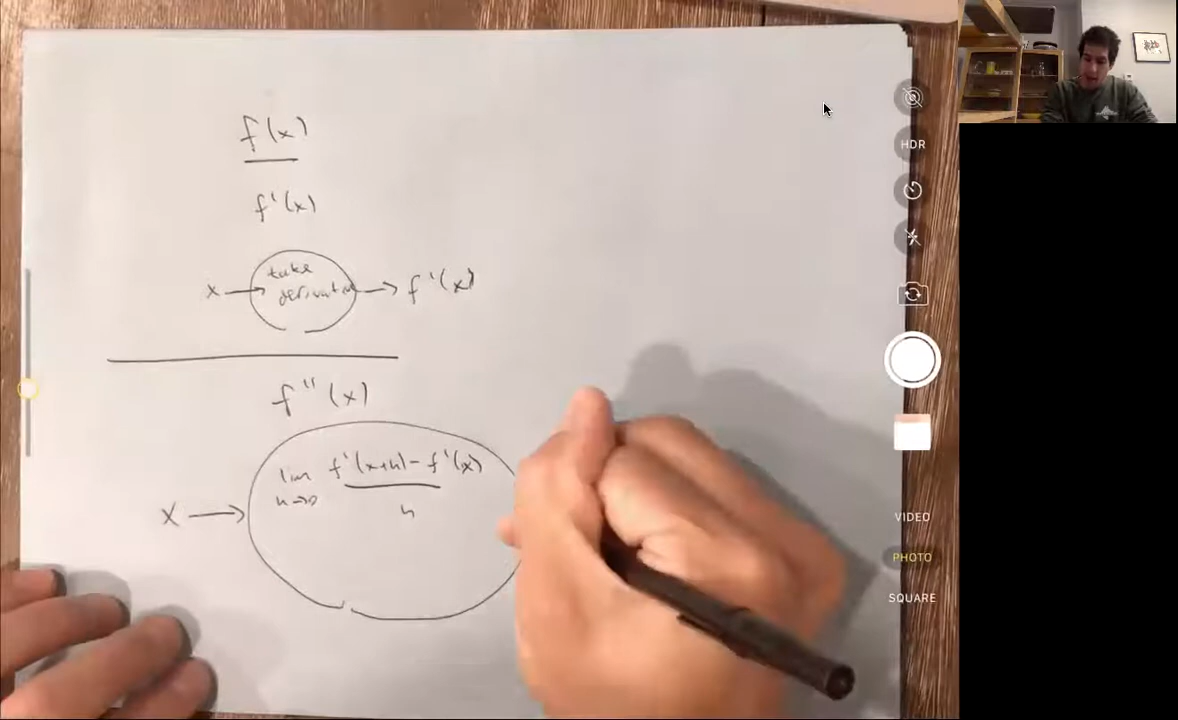 f(x)
f'(x)
x → take derivative → f'(x)
f''(x)
lim h→0 f'(x+h) - f'(x) / h
x →
HDR
VIDEO
PHOTO
SQUARE